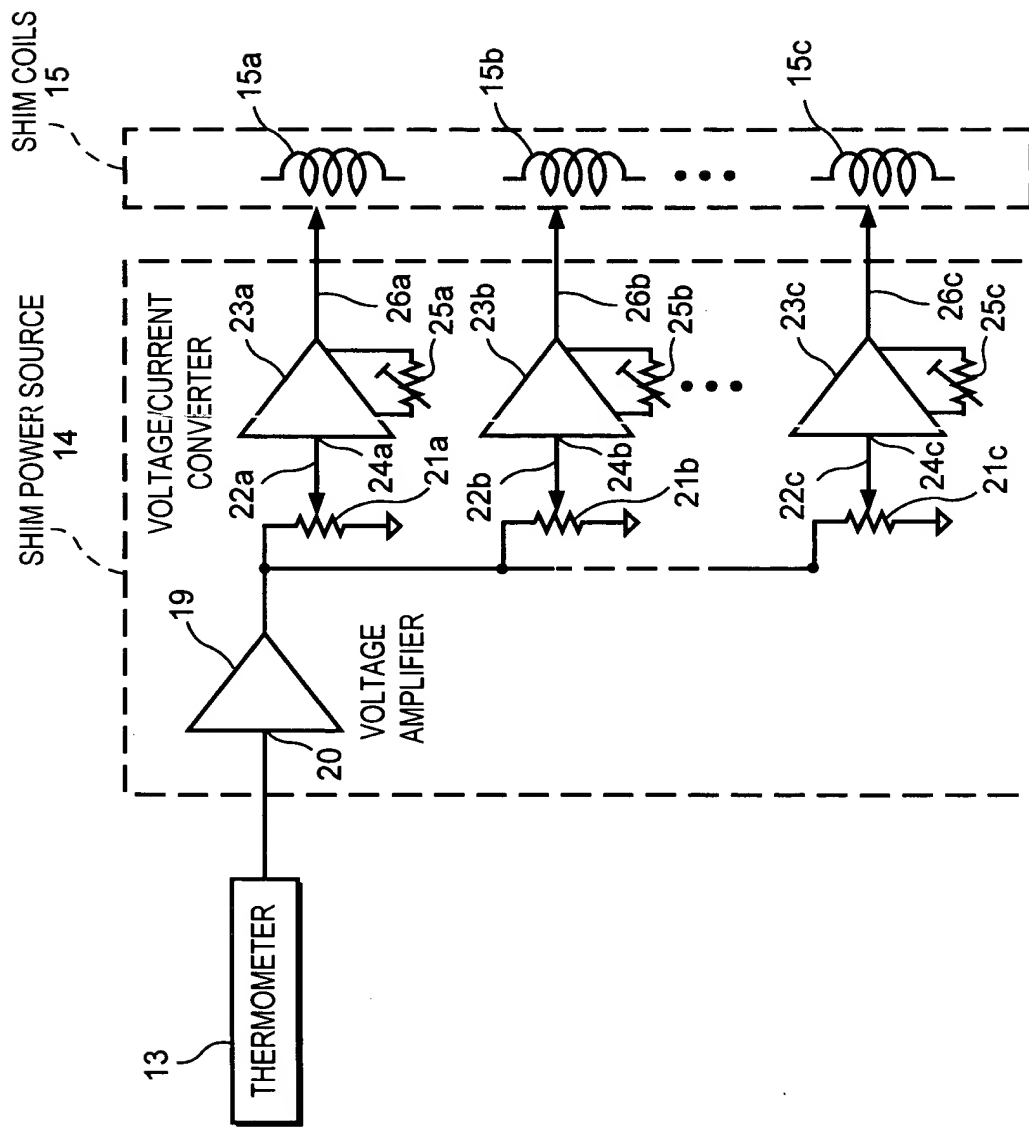 SHIM COILS
15
15a
15b
15c
SHIM POWER SOURCE
14
VOLTAGE/CURRENT
CONVERTER
23a
26a
25a
22a
24a
21a
23b
26b
25b
22b
24b
21b
23c
26c
25c
22c
24c
21c
19
20
VOLTAGE
AMPLIFIER
13
THERMOMETER